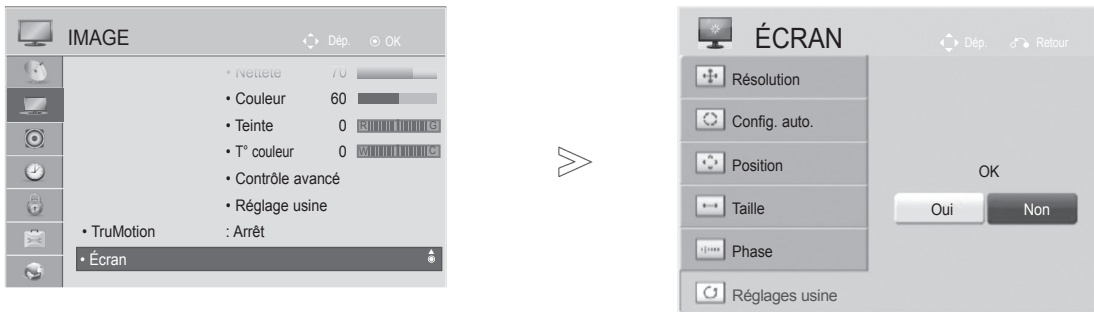 IMAGE
Dép. OK
• Netteté 70
• Couleur 60
• Teinte 0 R G
• T° couleur 0 W C
• Contrôle avancé
• Réglage usine
• TruMotion : Arrêt
• Écran
ÉCRAN
Dép. Retour
Résolution
Config. auto.
Position
Taille
Phase
Réglages usine
OK
Oui Non